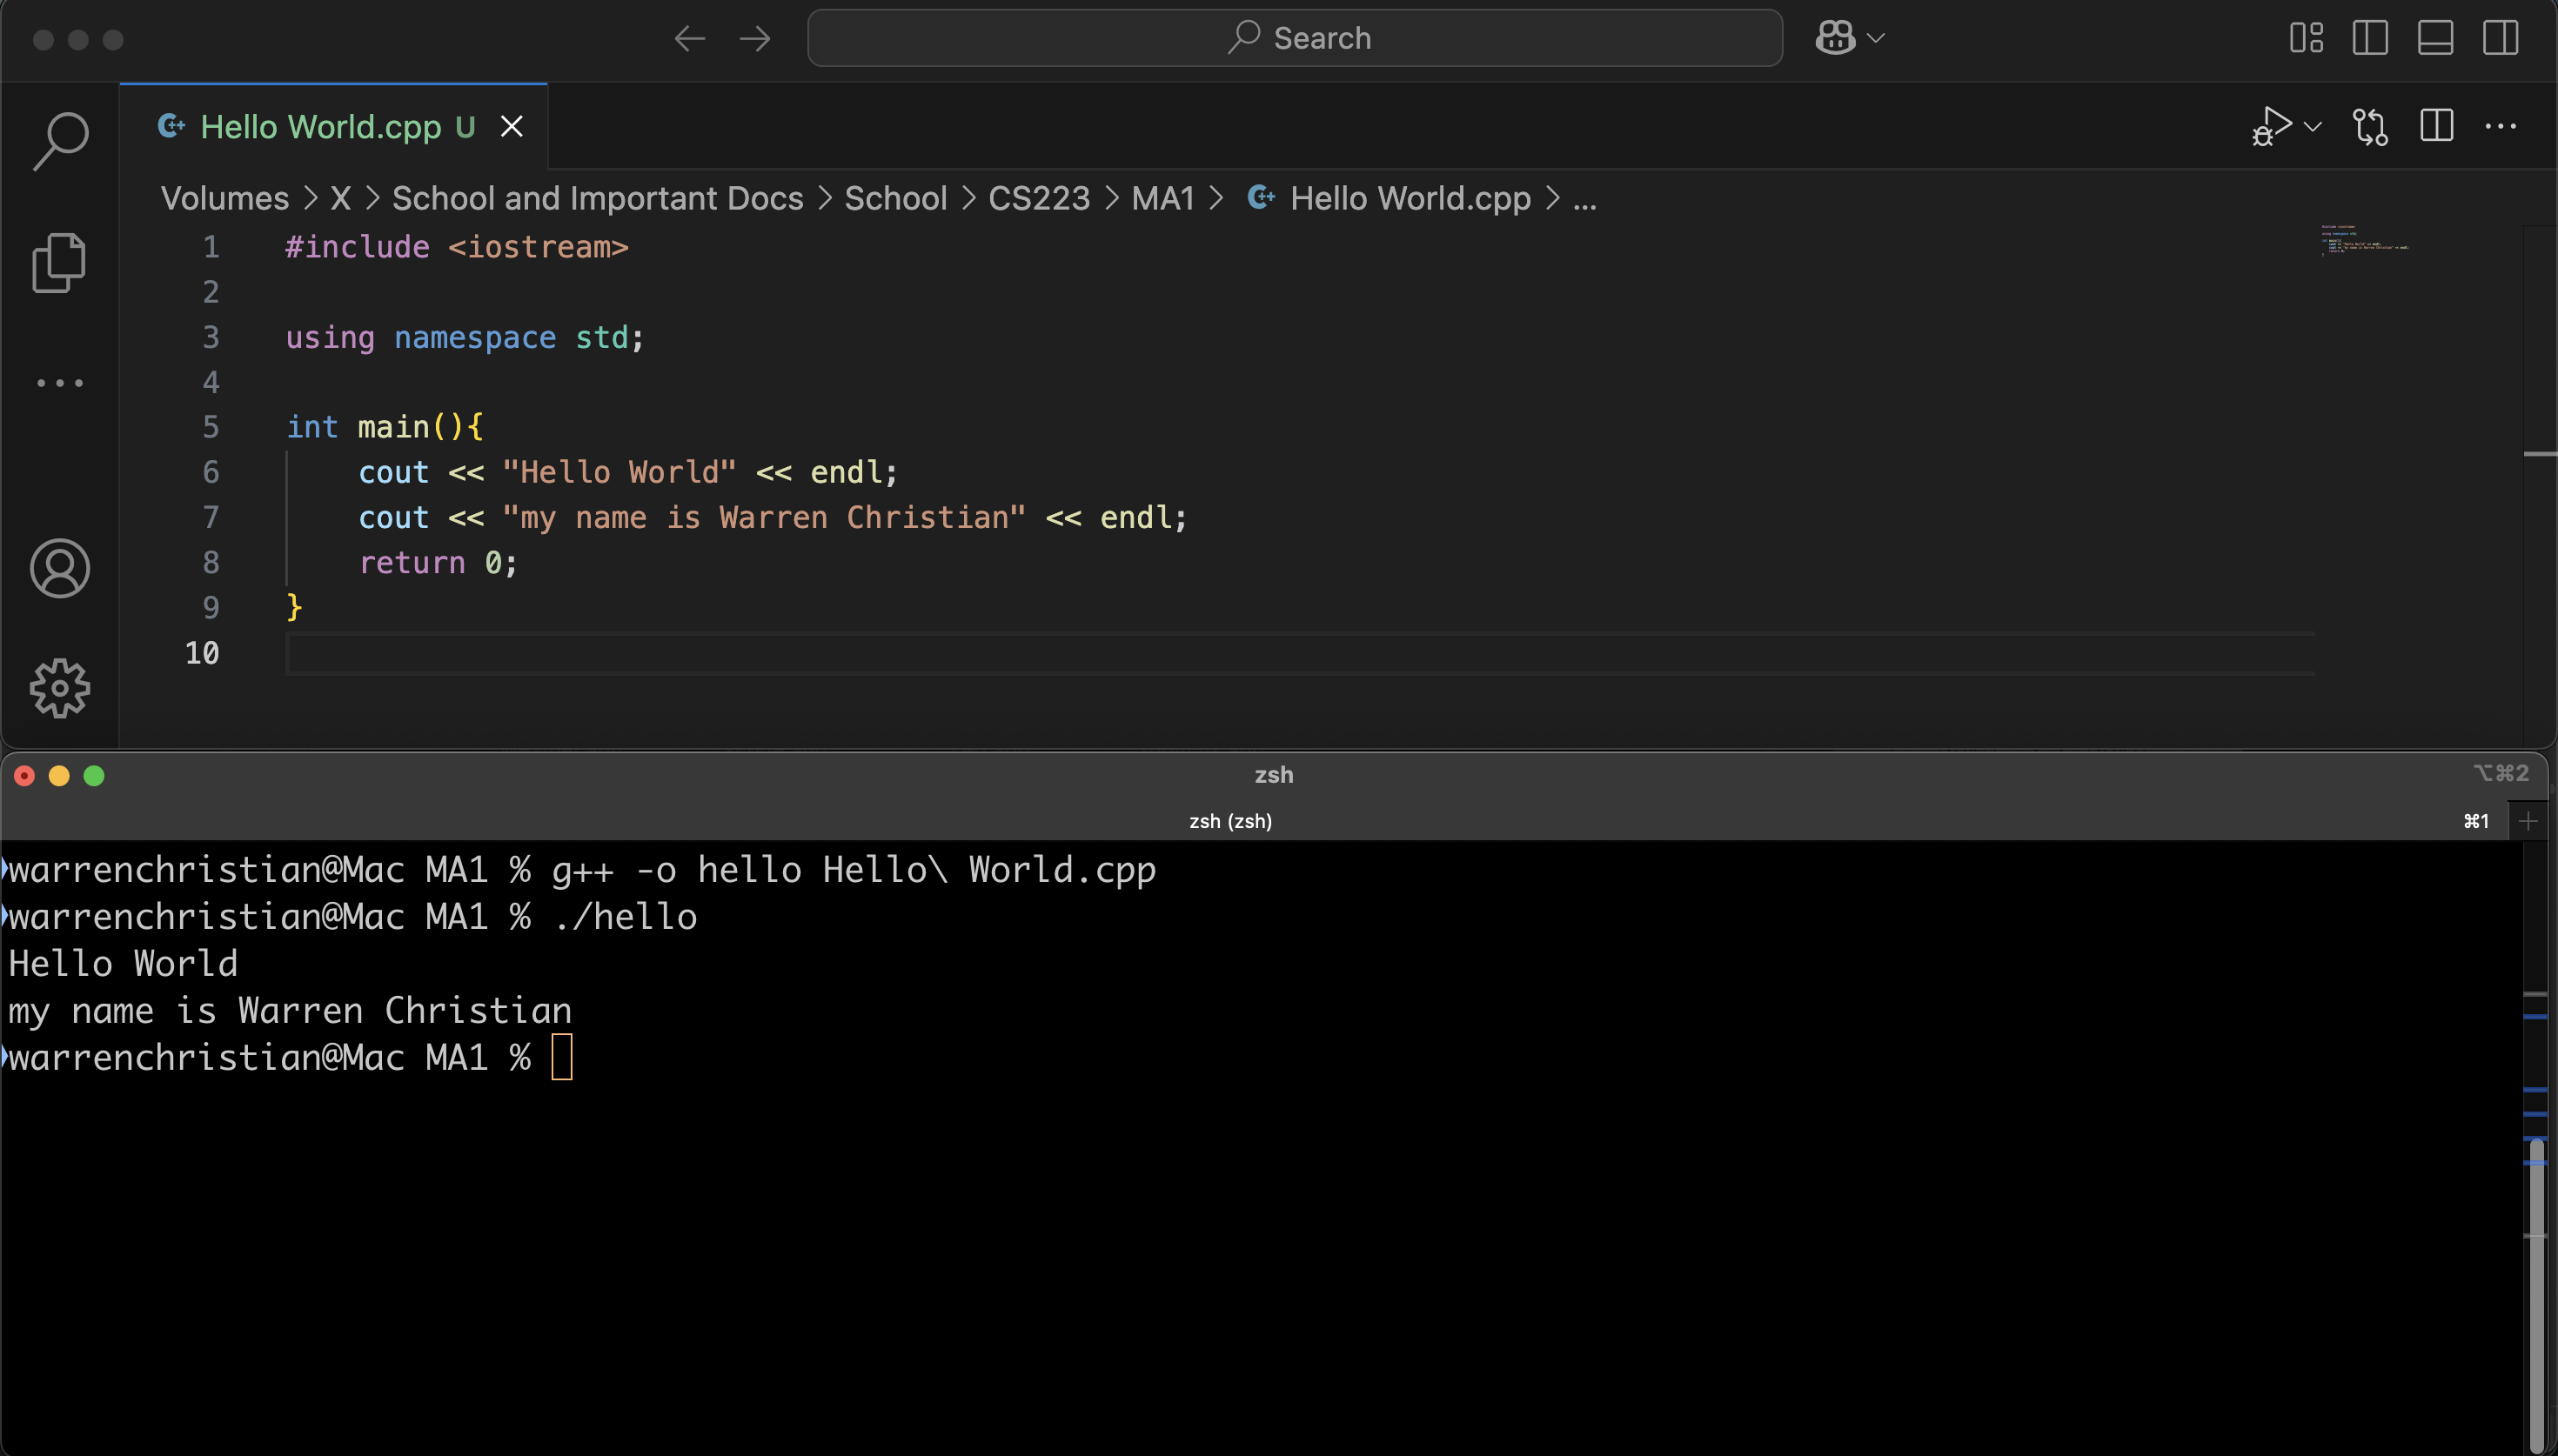 Search
Hello World.cpp U
Volumes > X > School and Important Docs > School > CS223 > MA1 > Hello World.cpp > ...
1 #include <iostream>
2
3 using namespace std;
4
5 int main(){
6     cout << "Hello World" << endl;
7     cout << "my name is Warren Christian" << endl;
8     return 0;
9 }
10
zsh
⌥⌘2
zsh (zsh)
⌘1
warrenchristian@Mac MA1 % g++ -o hello Hello\ World.cpp
warrenchristian@Mac MA1 % ./hello
Hello World
my name is Warren Christian
warrenchristian@Mac MA1 %